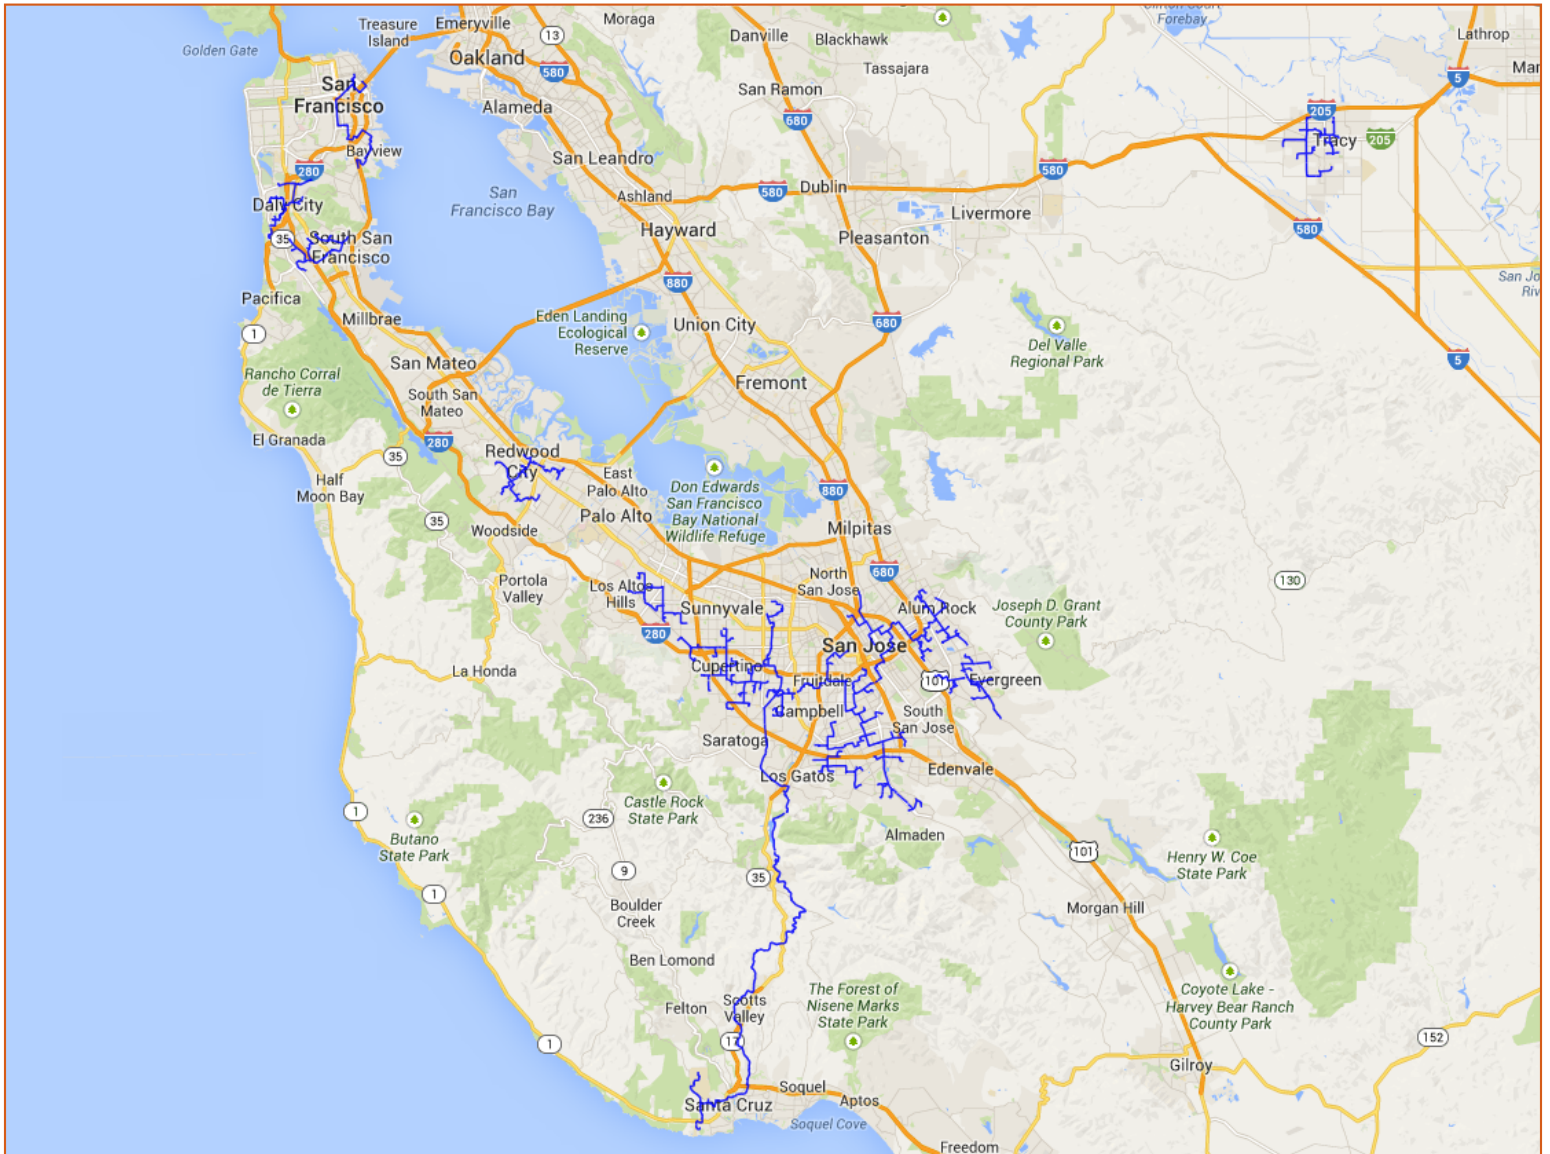 Treasure
Island
Emeryville
Moraga
13
Danville
Blackhawk
Forebay
Lathrop
Golden Gate
Oakland
580
Tassajara
5
San
Francisco
Alameda
San Ramon
680
205
Tracy
205
Bayview
280
San Leandro
580
Dublin
580
Ashland
Daly City
San
Francisco Bay
Livermore
35
South San
Francisco
Hayward
Pleasanton
580
880
Pacifica
Millbrae
1
Eden Landing
Ecological
Reserve
Union City
680
Del Valle
Regional Park
5
San Mateo
Rancho Corral
de Tierra
South San
Mateo
Fremont
El Granada
280
35
Redwood
City
Half
Moon Bay
East
Palo Alto
Don Edwards
San Francisco
Bay National
Wildlife Refuge
880
35
Woodside
Palo Alto
Milpitas
Portola
Valley
Los Altos
Hills
North
San Jose
680
130
Sunnyvale
Alum Rock
Joseph D. Grant
County Park
280
San Jose
La Honda
Cupertino
Fruitdale
101
Evergreen
Campbell
South
San Jose
Saratoga
Los Gatos
Edenvale
1
Castle Rock
State Park
236
Almaden
Butano
State Park
101
Henry W. Coe
State Park
9
35
1
Boulder
Creek
Morgan Hill
Ben Lomond
Felton
Scotts
Valley
The Forest of
Nisene Marks
State Park
Coyote Lake -
Harvey Bear Ranch
County Park
1
17
152
Gilroy
Soquel
Santa Cruz
Aptos
Soquel Cove
Freedom